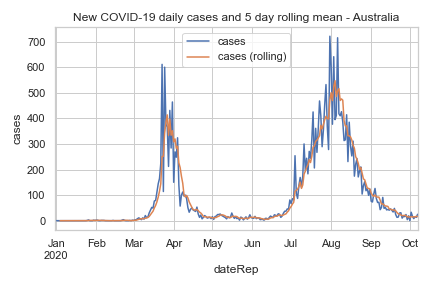 New COVID-19 daily cases and 5 day rolling mean - Australia
cases
cases (rolling)
700
600
500
400
300
200
100
0
cases
Jan Feb Mar Apr May Jun Jul Aug Sep Oct
2020
dateRep